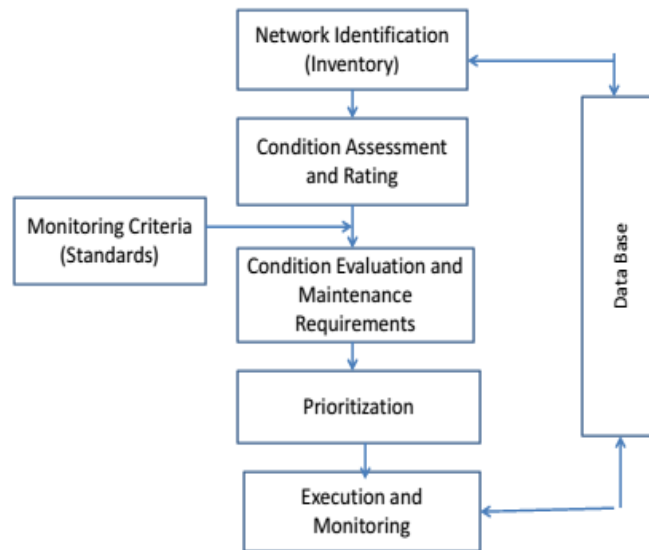 Network Identification
(Inventory)
Condition Assessment
and Rating
Monitoring Criteria
(Standards)
Condition Evaluation and
Maintenance
Requirements
Prioritization
Execution and
Monitoring
Data Base